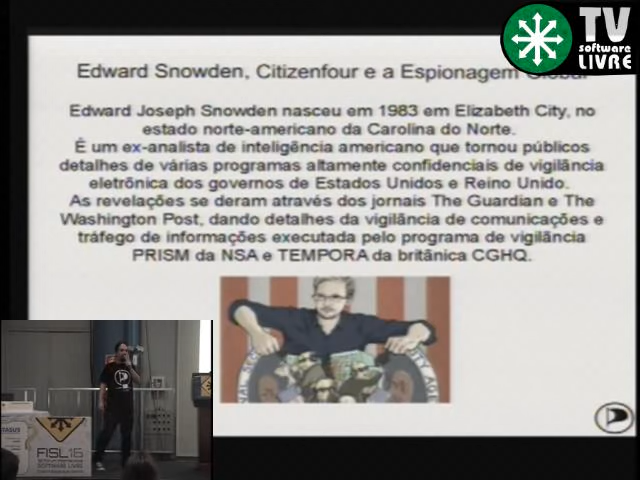 TV
software
LIVRE
Edward Snowden, Citizenfour e a Espionagem Global
Edward Joseph Snowden nasceu em 1983 em Elizabeth City, no
estado norte-americano da Carolina do Norte.
É um ex-analista de inteligência americano que tornou públicos
detalhes de várias programas altamente confidenciais de vigilância
eletrônica dos governos de Estados Unidos e Reino Unido.
As revelações se deram através dos jornais The Guardian e The
Washington Post, dando detalhes da vigilância de comunicações e
tráfego de informações executada pelo programa de vigilância
PRISM da NSA e TEMPORA da britânica CGHQ.
FISL16
SOFTWARE LIVRE